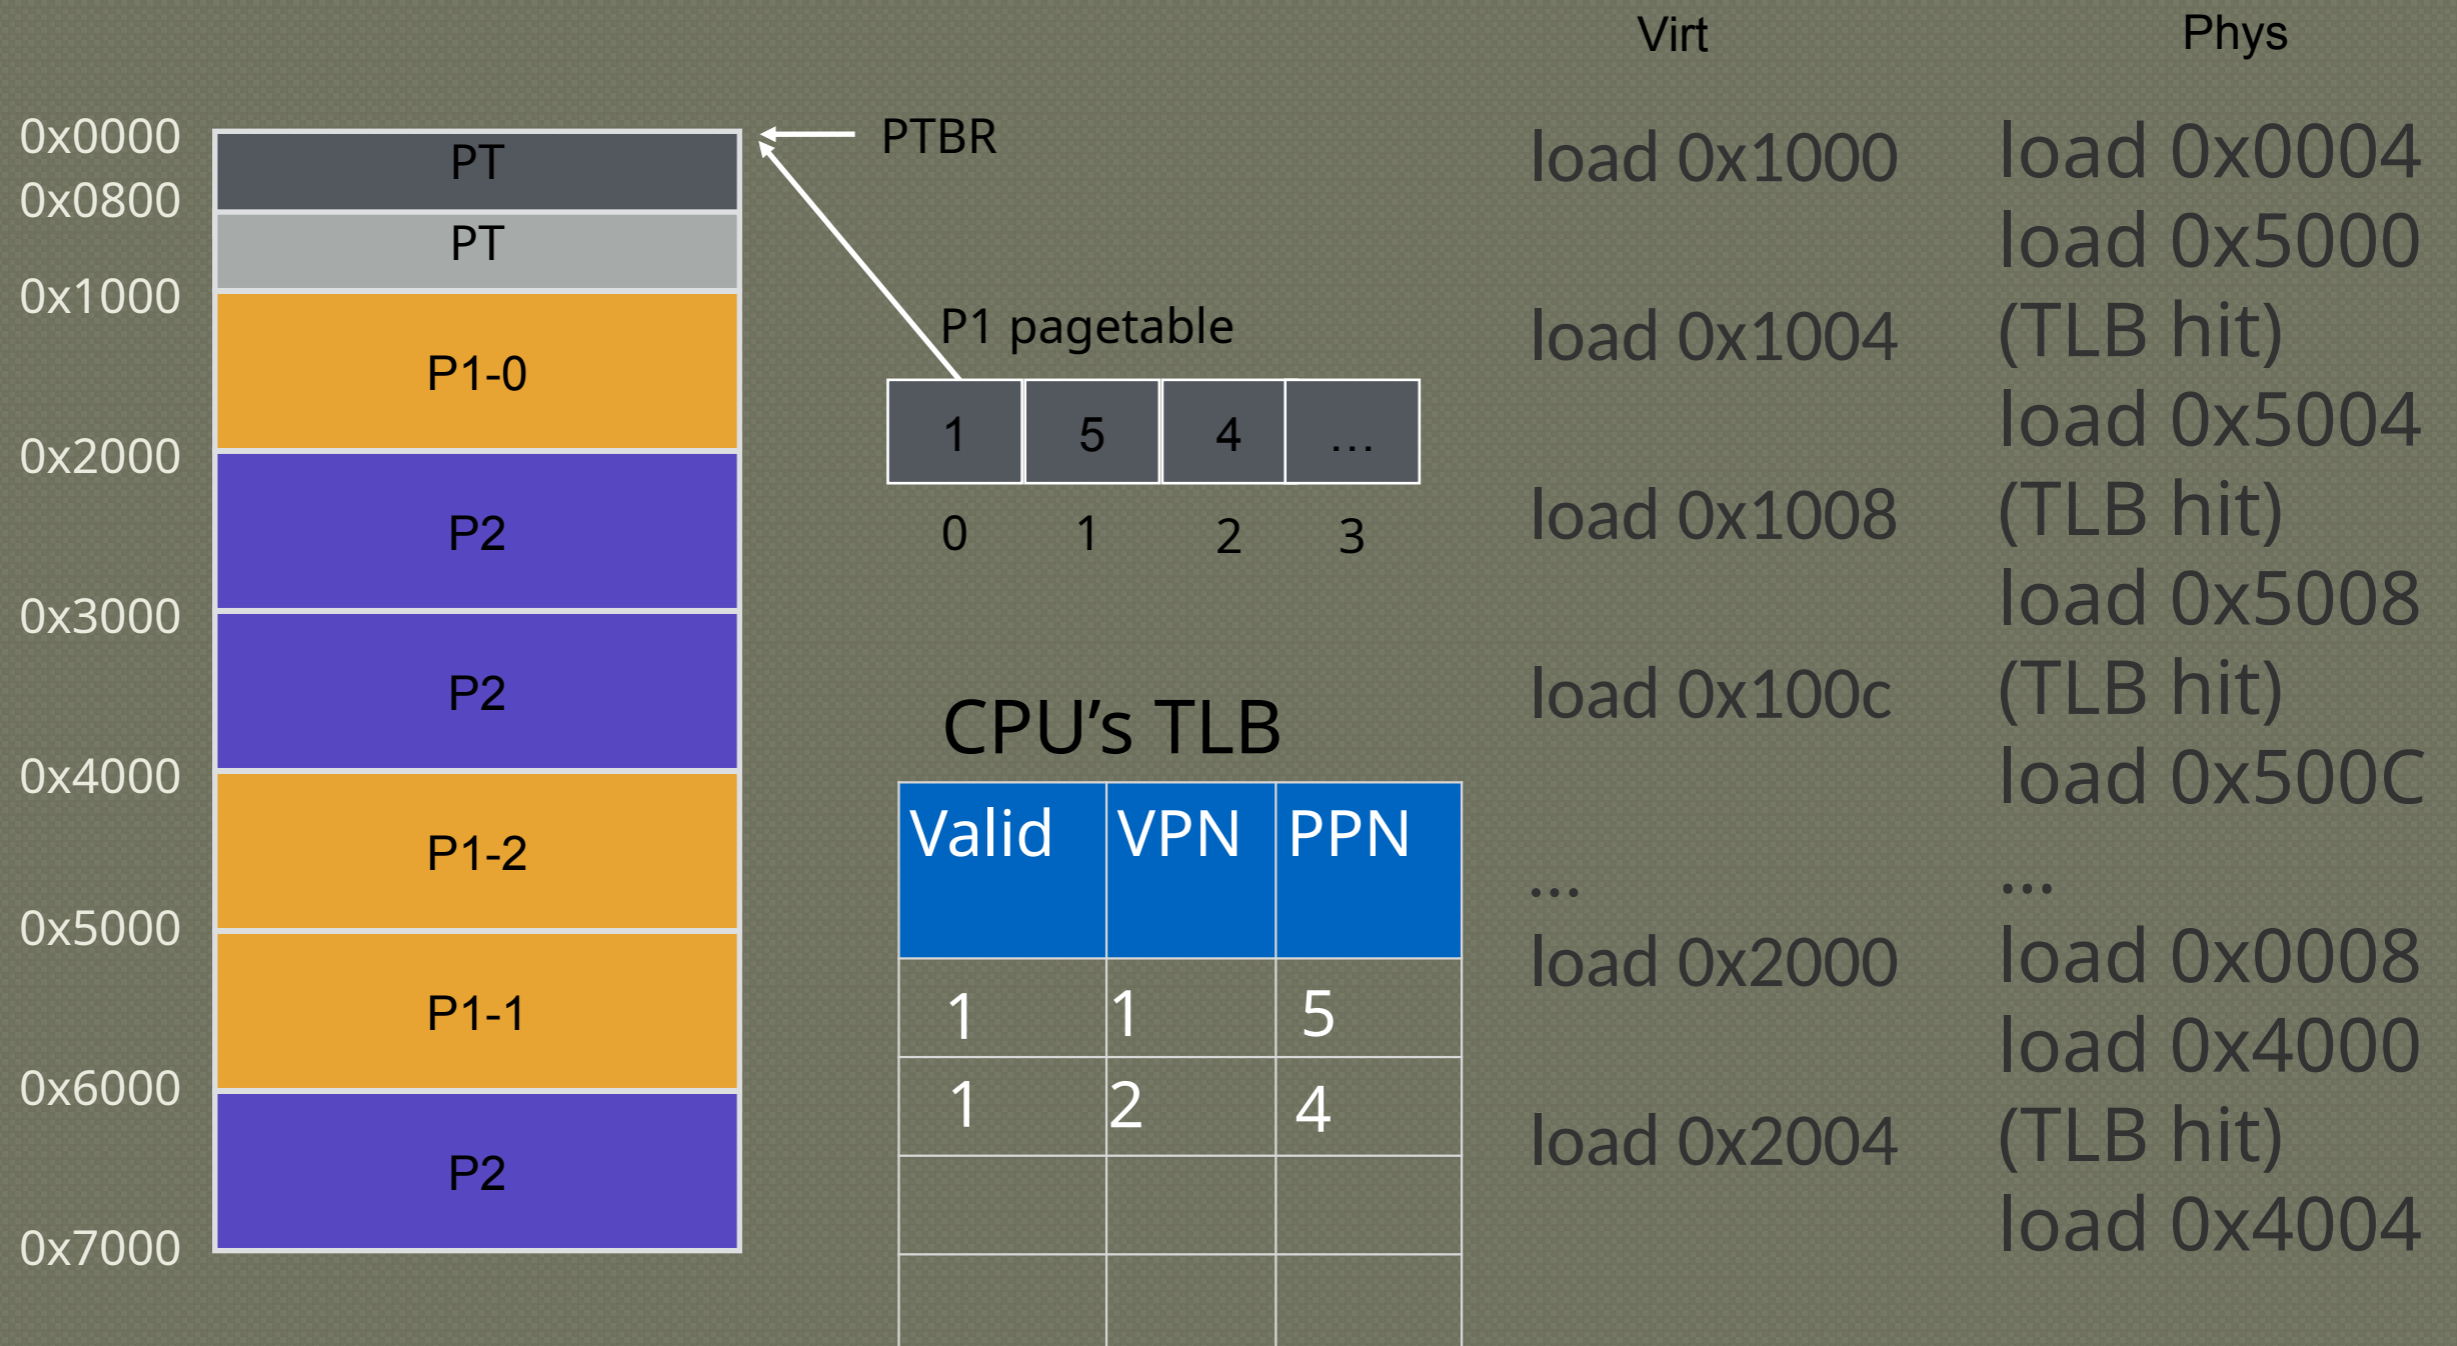 Virt
Phys
0x0000
PT
0x0800
PT
0x1000
P1-0
0x2000
P2
0x3000
P2
0x4000
P1-2
0x5000
P1-1
0x6000
P2
0x7000
PTBR
P1 pagetable
1 5 4 ...
0 1 2 3
CPU’s TLB
Valid VPN PPN
1 1 5
1 2 4
load 0x1000
load 0x1004
load 0x1008
load 0x100c
...
load 0x2000
load 0x2004
load 0x0004
load 0x5000
(TLB hit)
load 0x5004
(TLB hit)
load 0x5008
(TLB hit)
load 0x500C
...
load 0x0008
load 0x4000
(TLB hit)
load 0x4004